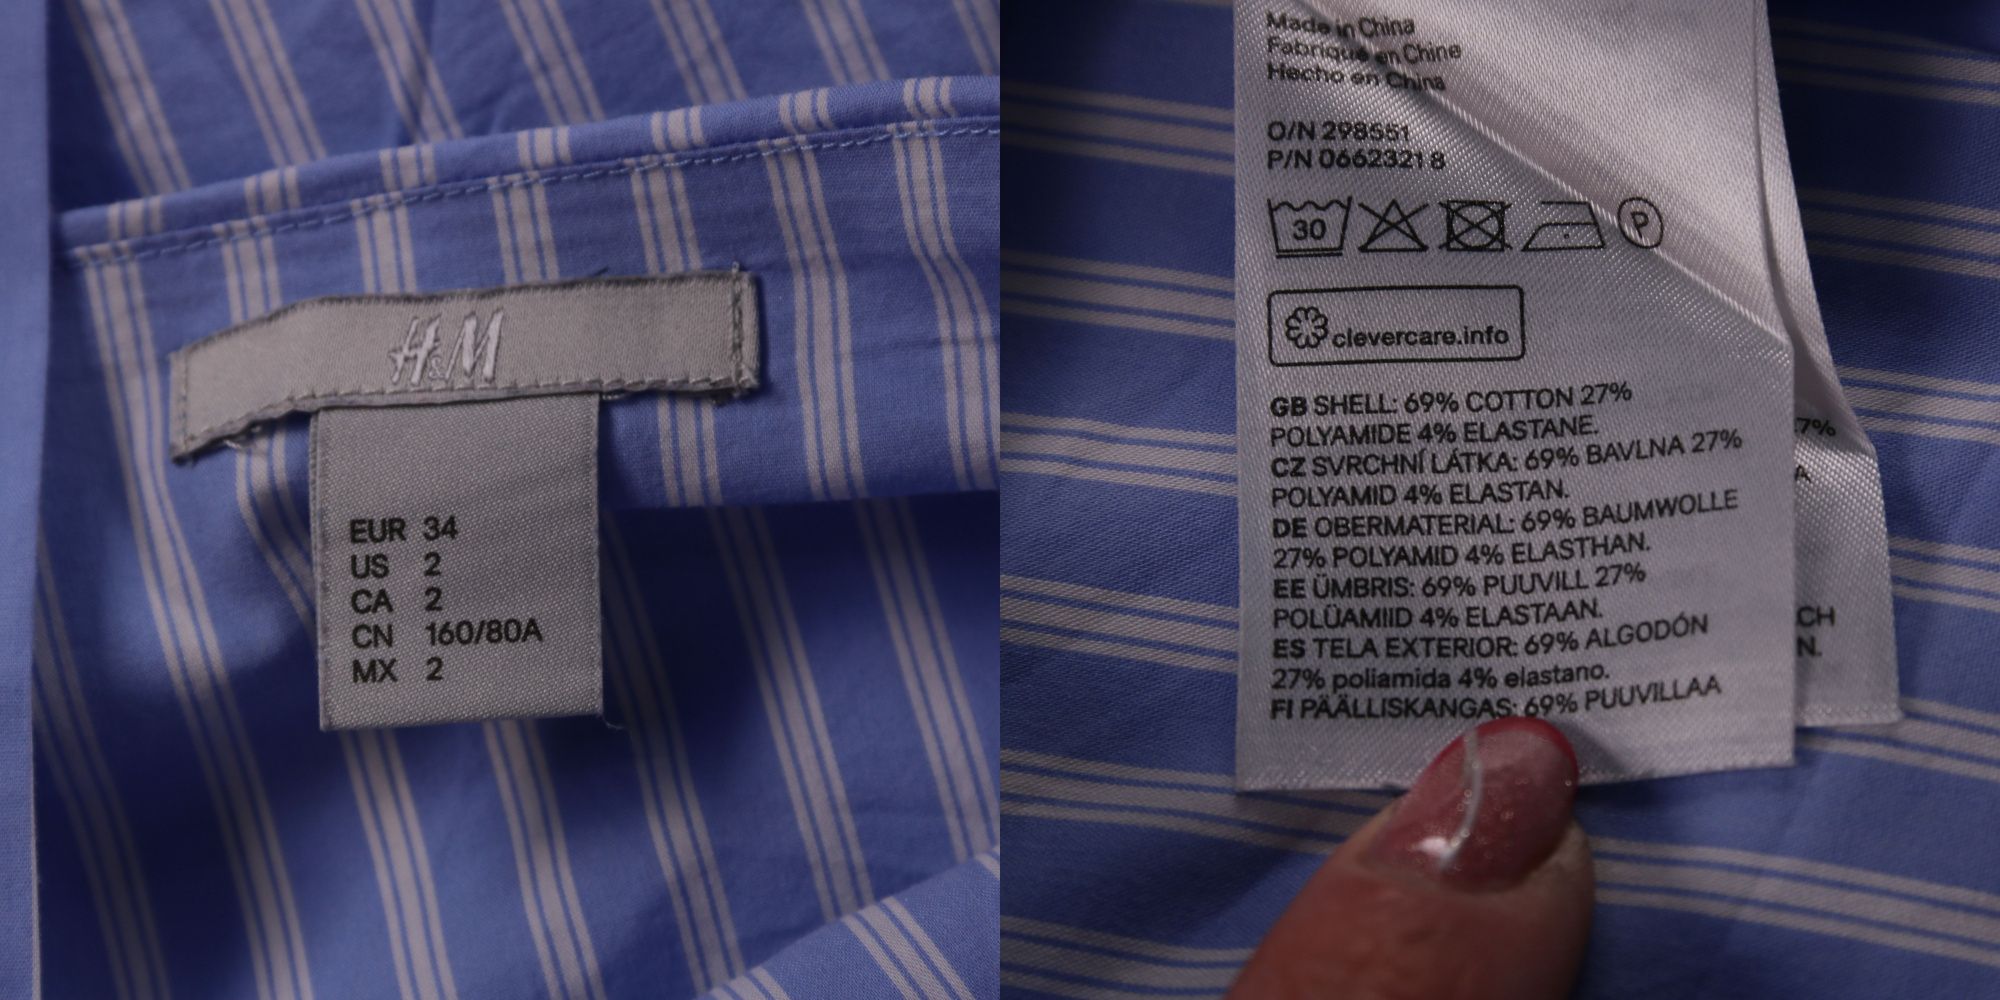 H&M
EUR 34
US 2
CA 2
CN 160/80A
MX 2
Made in China
Fabriqué en Chine
Hecho en China
O/N 298551
P/N 0662321 8
30
P
clevercare.info
GB SHELL: 69% COTTON 27%
POLYAMIDE 4% ELASTANE.
CZ SVRCHNÍ LÁTKA: 69% BAVLNA 27%
POLYAMID 4% ELASTAN.
DE OBERMATERIAL: 69% BAUMWOLLE
27% POLYAMID 4% ELASTHAN.
EE ÜMBRIS: 69% PUUVILL 27%
POLÜAMIID 4% ELASTAAN.
ES TELA EXTERIOR: 69% ALGODÓN
27% poliamida 4% elastano.
FI PÄÄLLISKANGAS: 69% PUUVILLAA